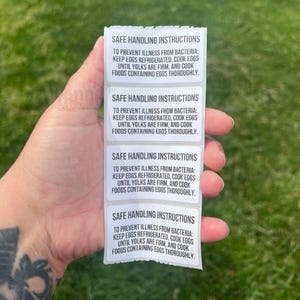 SAFE HANDLING INSTRUCTIONS
TO PREVENT ILLNESS FROM BACTERIA:
KEEP EGGS REFRIGERATED, COOK EGGS
UNTIL YOLKS ARE FIRM, AND COOK
FOODS CONTAINING EGGS THOROUGHLY.
SAFE HANDLING INSTRUCTIONS
TO PREVENT ILLNESS FROM BACTERIA:
KEEP EGGS REFRIGERATED, COOK EGGS
UNTIL YOLKS ARE FIRM, AND COOK
FOODS CONTAINING EGGS THOROUGHLY.
SAFE HANDLING INSTRUCTIONS
TO PREVENT ILLNESS FROM BACTERIA:
KEEP EGGS REFRIGERATED, COOK EGGS
UNTIL YOLKS ARE FIRM, AND COOK
FOODS CONTAINING EGGS THOROUGHLY.
SAFE HANDLING INSTRUCTIONS
TO PREVENT ILLNESS FROM BACTERIA:
KEEP EGGS REFRIGERATED, COOK EGGS
UNTIL YOLKS ARE FIRM, AND COOK
FOODS CONTAINING EGGS THOROUGHLY.